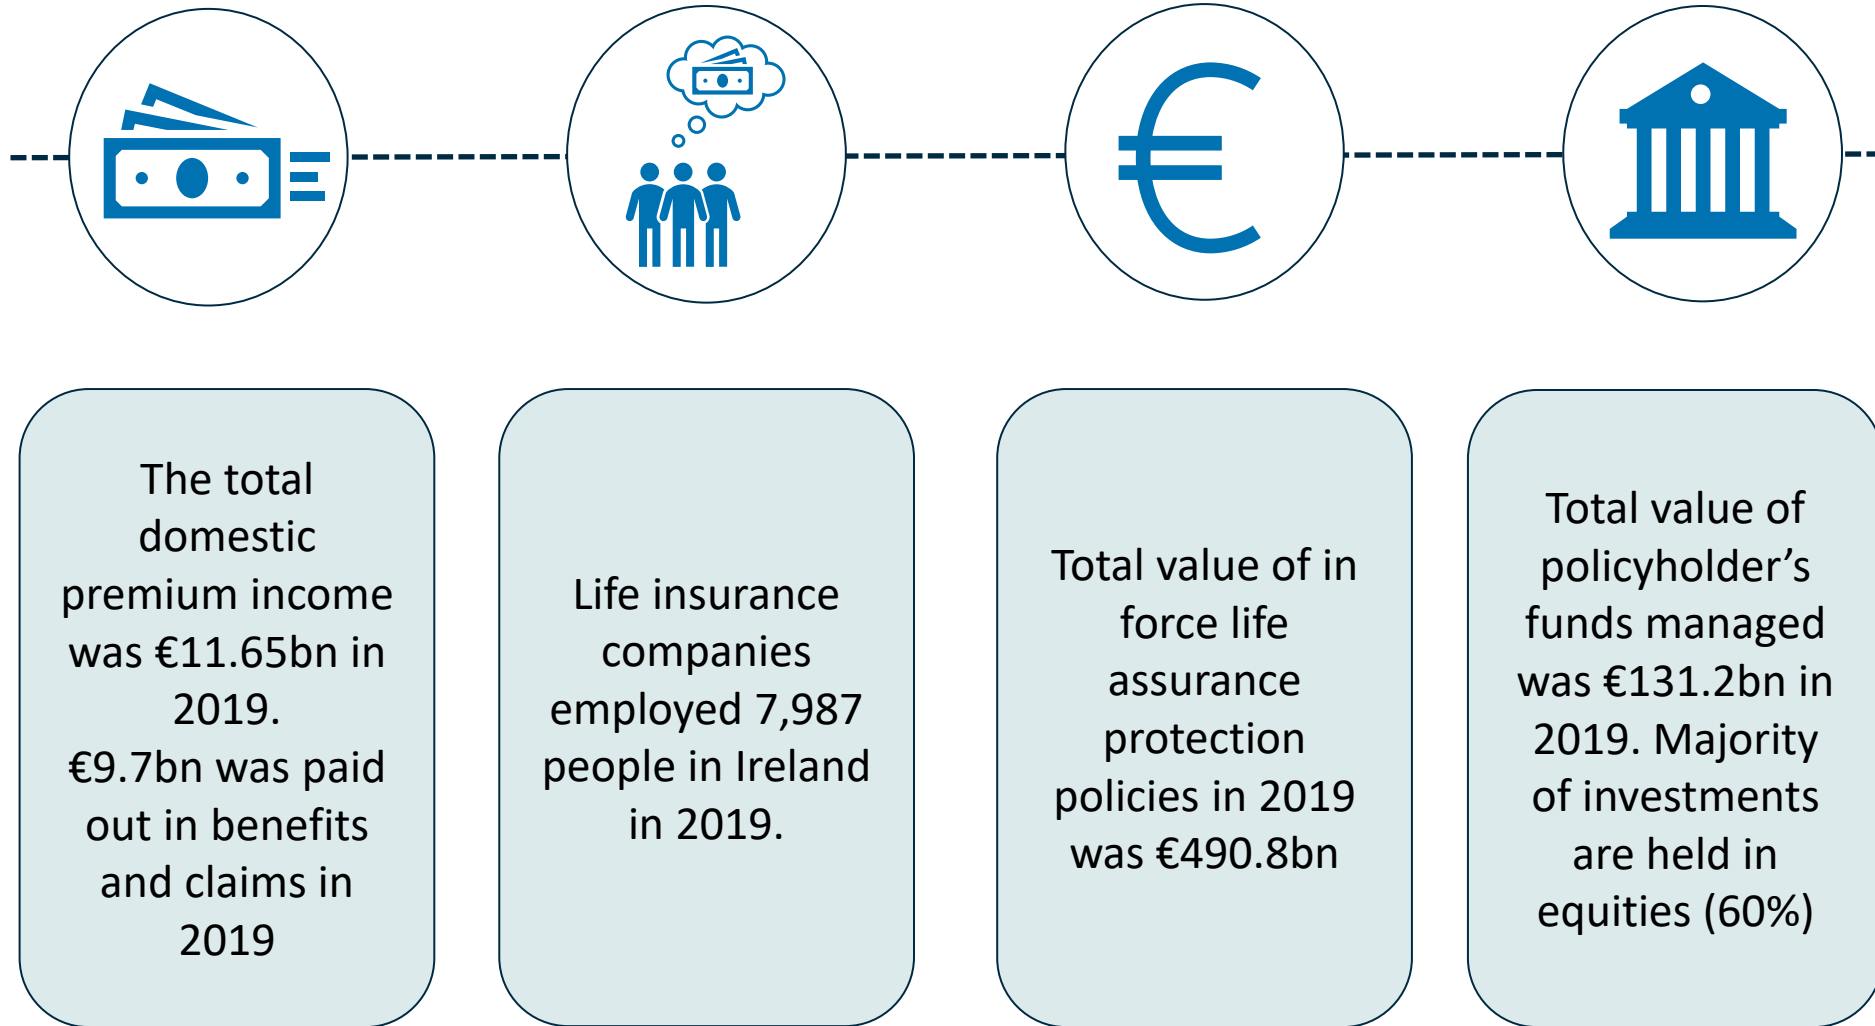 The total
domestic
premium income
was €11.65bn in
2019.
€9.7bn was paid
out in benefits
and claims in
2019
Life insurance
companies
employed 7,987
people in Ireland
in 2019.
Total value of in
force life
assurance
protection
policies in 2019
was €490.8bn
Total value of
policyholder’s
funds managed
was €131.2bn in
2019. Majority
of investments
are held in
equities (60%)